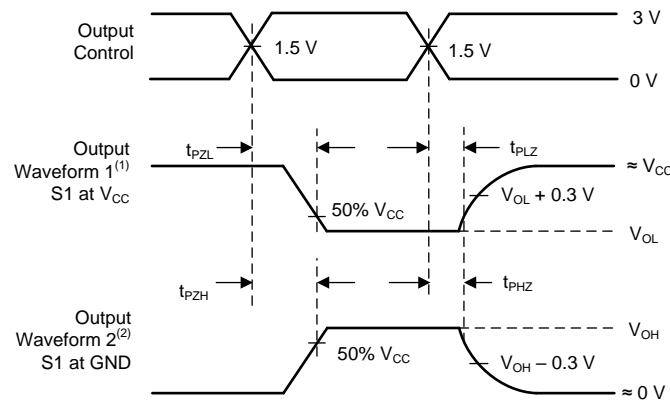 Output
Control
1.5 V
1.5 V
3 V
0 V
Output
Waveform 1(1)
S1 at VCC
tPZL
tPLZ
≈ VCC
50% VCC
VOL + 0.3 V
VOL
Output
Waveform 2(2)
S1 at GND
tPZH
tPHZ
VOH
50% VCC
VOH – 0.3 V
≈ 0 V